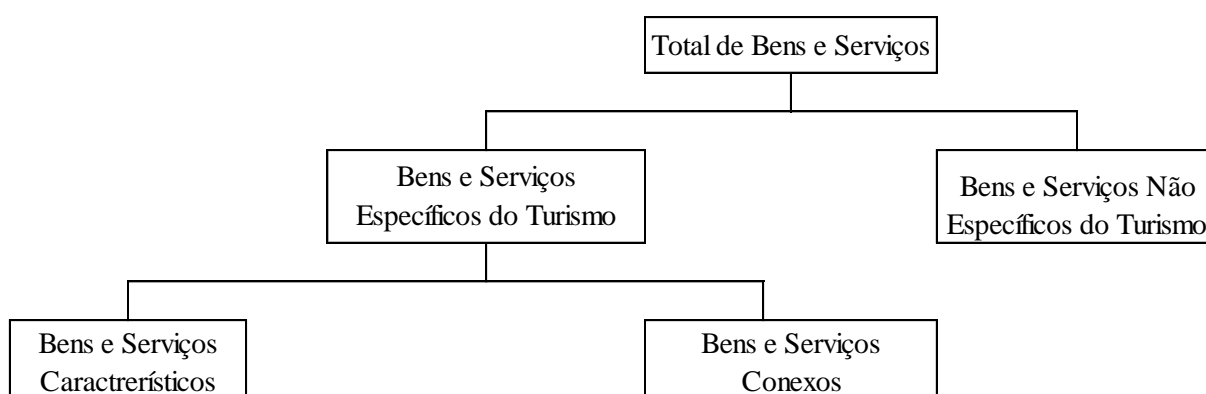 Total de Bens e Serviços
Bens e Serviços
Específicos do Turismo
Bens e Serviços Não
Específicos do Turismo
Bens e Serviços
Caractrerísticos
Bens e Serviços
Conexos